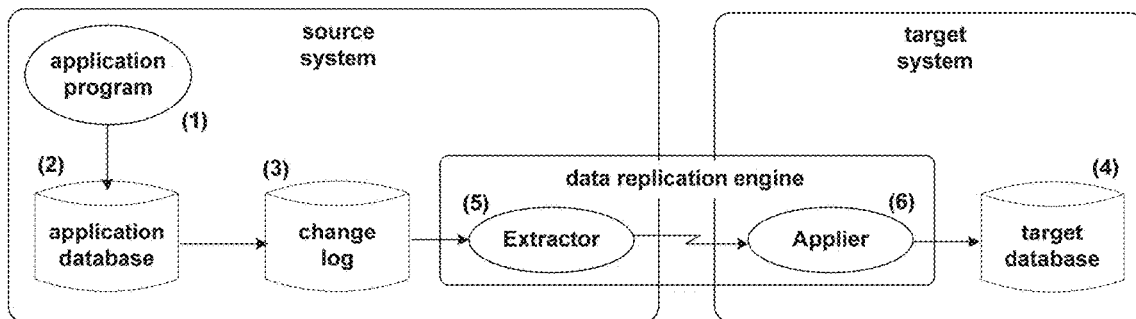 source
system
target
system
application
program
(1)
(2)
(3)
(4)
data replication engine
(5)
(6)
application
database
change
log
Extractor
Applier
target
database